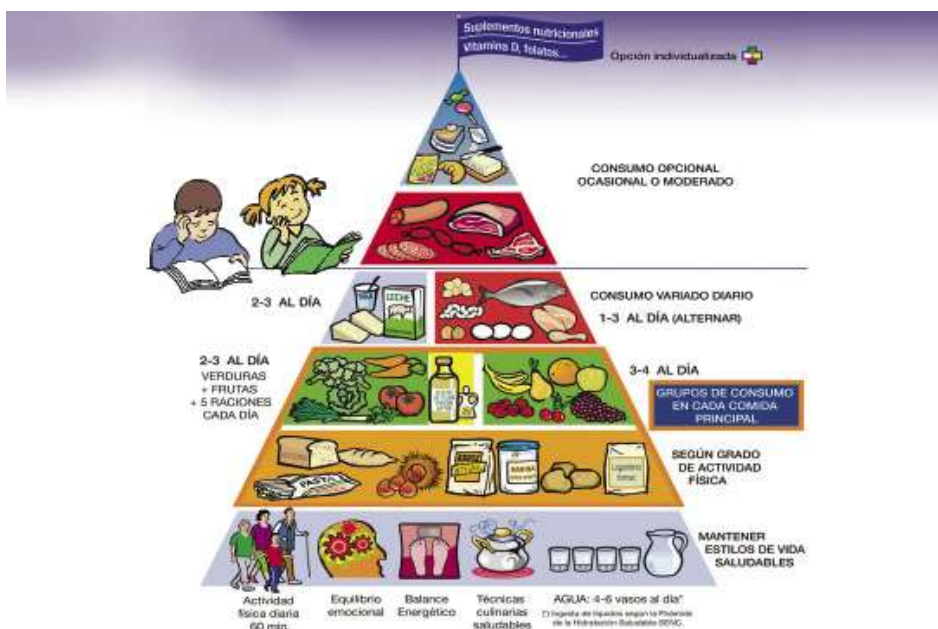 Suplementos nutricionales
Vitamina D, folatos...
Opción individualizada
CONSUMO OPCIONAL
OCASIONAL O MODERADO
2-3 AL DÍA
LECHE
CONSUMO VARIADO DIARIO
1-3 AL DÍA (ALTERNAR)
2-3 AL DÍA
VERDURAS
+ FRUTAS
+ 5 RACIONES
CADA DÍA
3-4 AL DÍA
GRUPOS DE CONSUMO
EN CADA COMIDA
PRINCIPAL
PASTA
HARINA
SEGÚN GRADO
DE ACTIVIDAD
FÍSICA
MANTENER
ESTILOS DE VIDA
SALUDABLES
Actividad
física diaria
60 min.
Equilibrio
emocional
Balance
Energético
Técnicas
culinarias
saludables
AGUA: 4-6 vasos al día*
(*) Ingesta de líquidos según la Pirámide
de la Hidratación Saludable SENC.